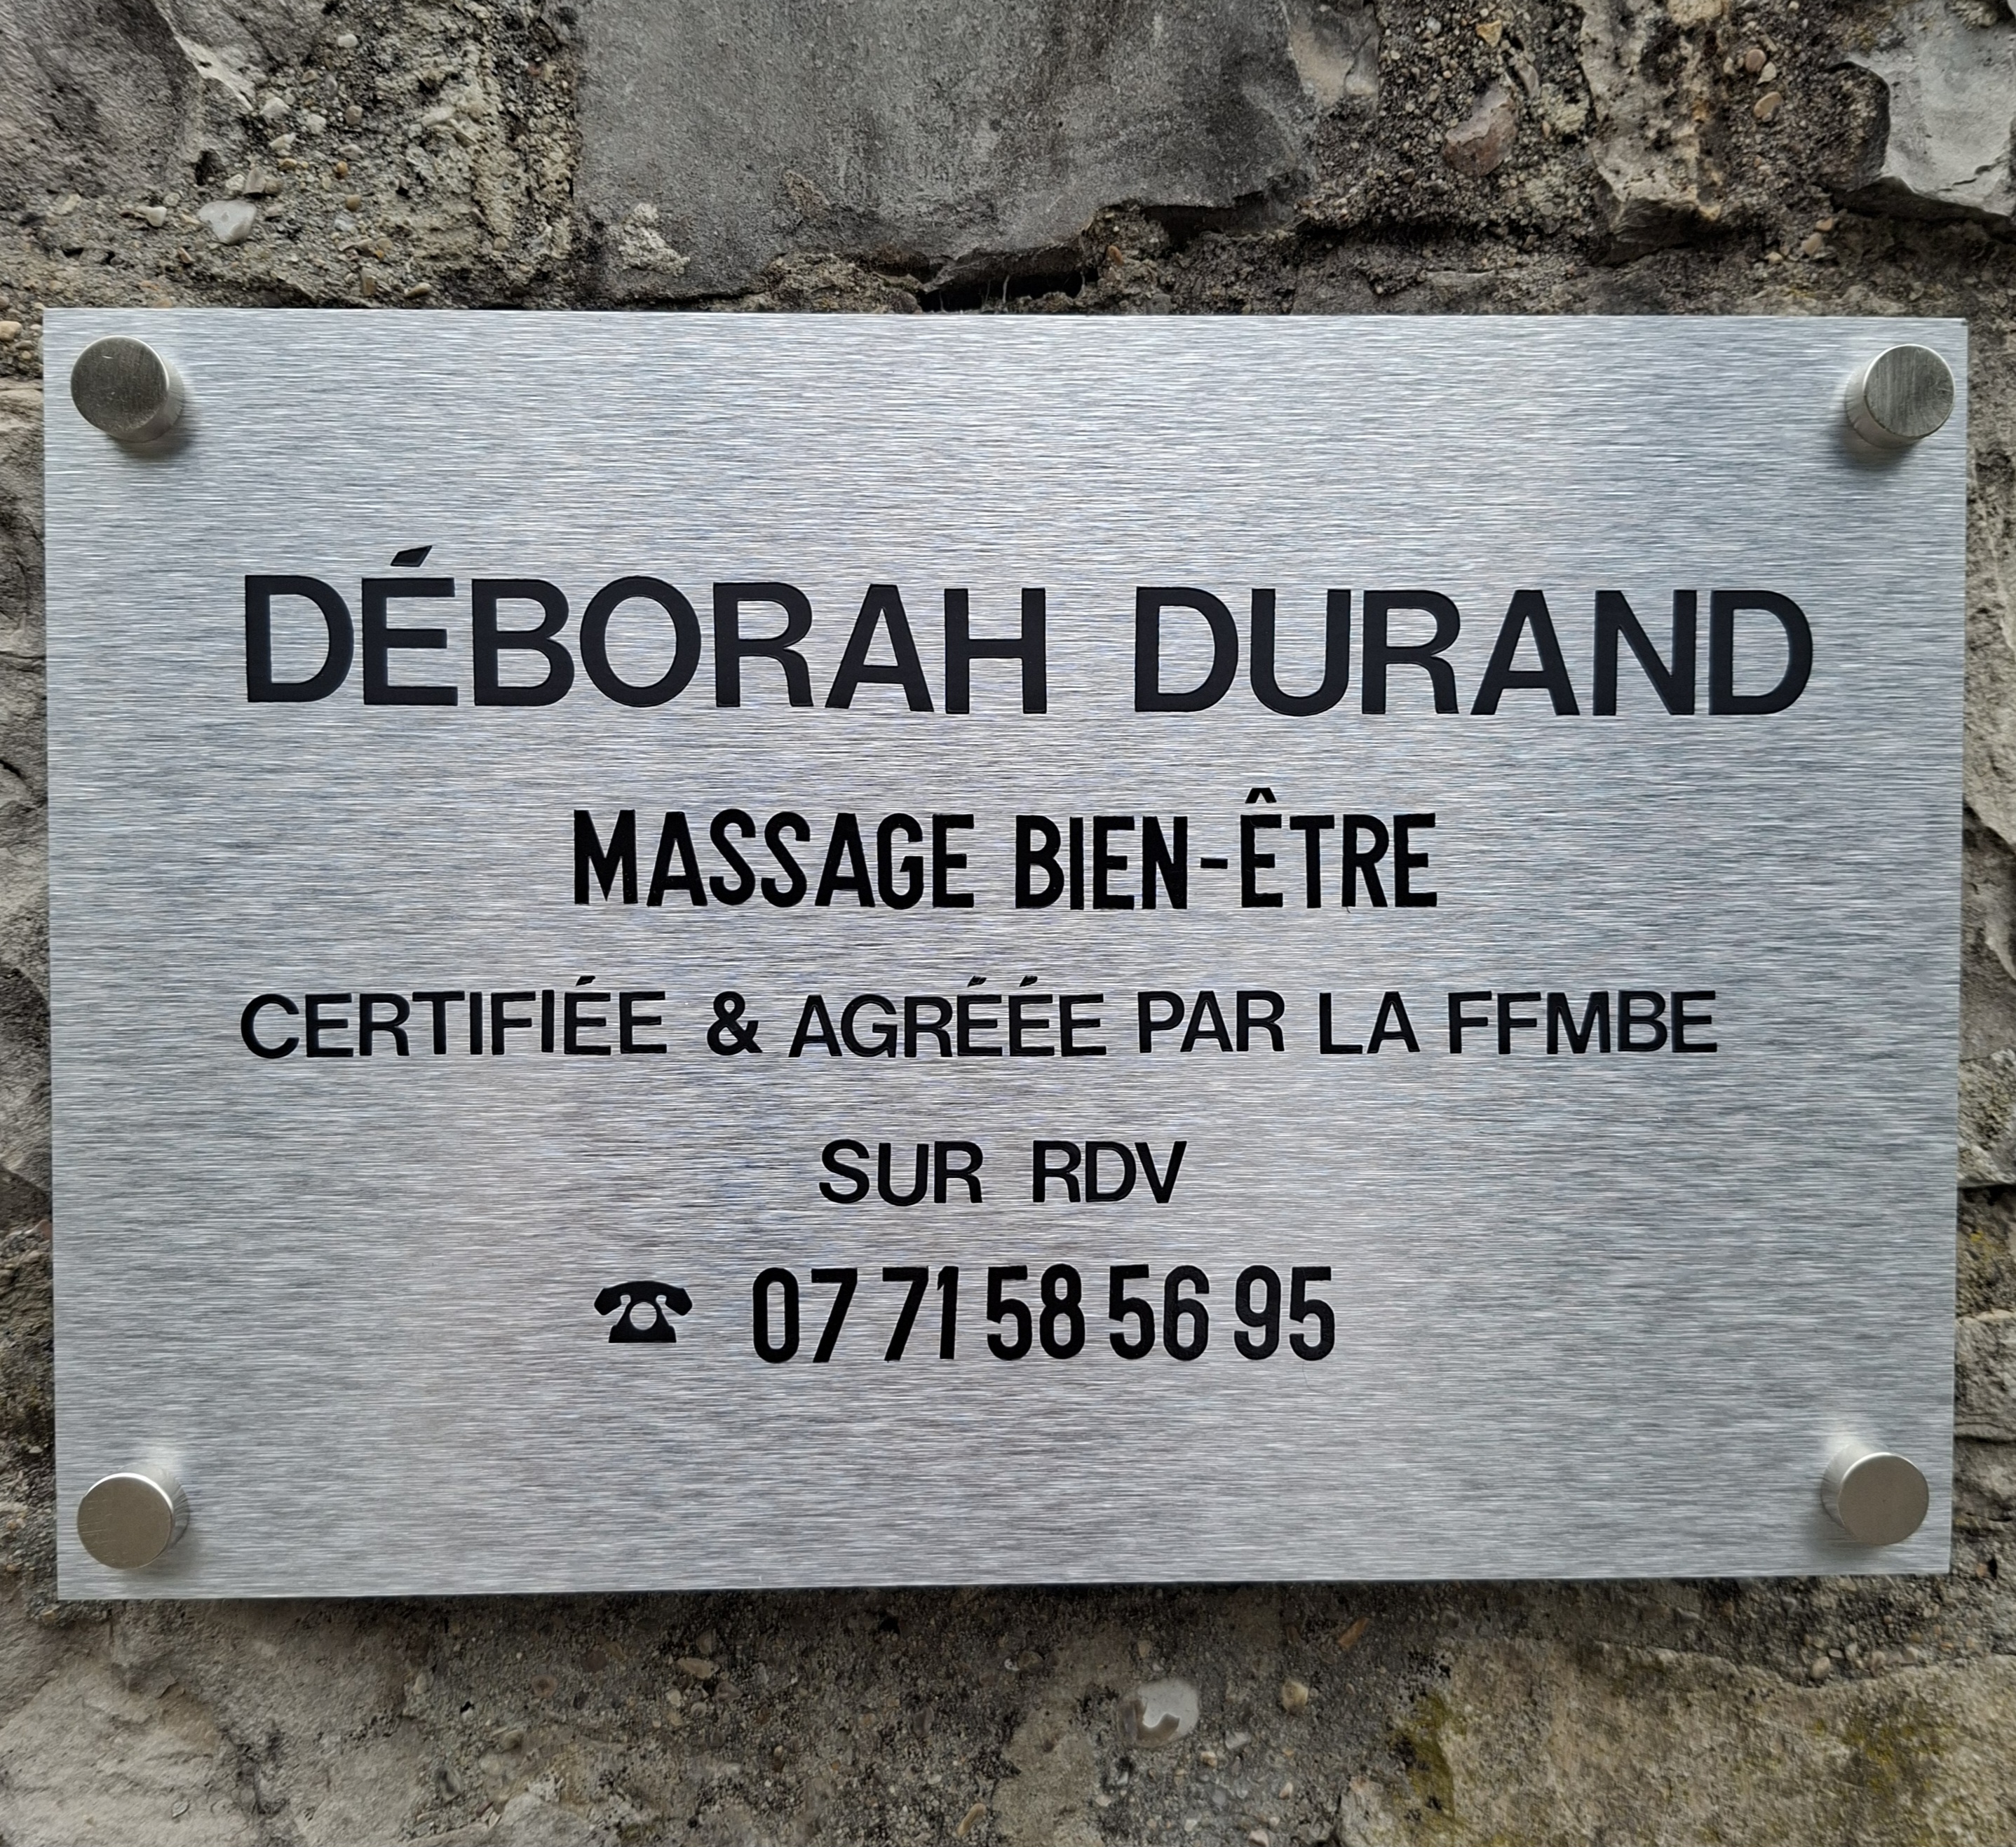 DÉBORAH DURAND
MASSAGE BIEN-ÊTRE
CERTIFIÉE & AGRÉÉE PAR LA FFMBE
SUR RDV
☎ 07 71 58 56 95